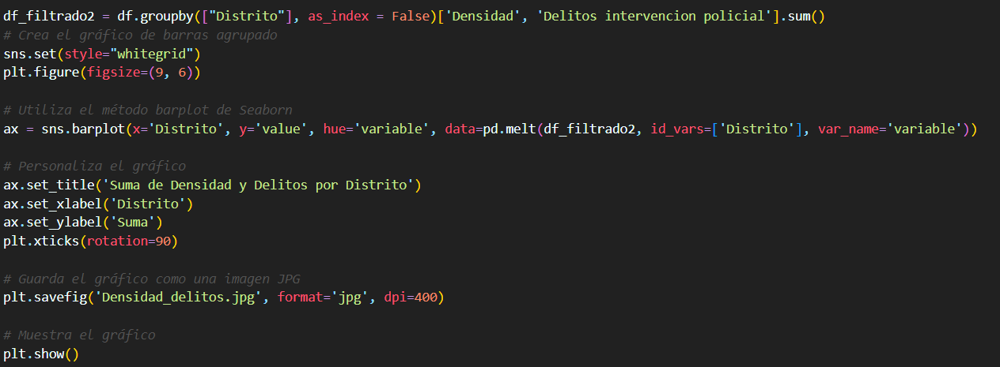 df_filtrado2 = df.groupby(["Distrito"], as_index = False)['Densidad', 'Delitos intervencion policial'].sum()
# Crea el gráfico de barras agrupado
sns.set(style="whitegrid")
plt.figure(figsize=(9, 6))
# Utiliza el método barplot de Seaborn
ax = sns.barplot(x='Distrito', y='value', hue='variable', data=pd.melt(df_filtrado2, id_vars=['Distrito'], var_name='variable'))
# Personaliza el gráfico
ax.set_title('Suma de Densidad y Delitos por Distrito')
ax.set_xlabel('Distrito')
ax.set_ylabel('Suma')
plt.xticks(rotation=90)
# Guarda el gráfico como una imagen JPG
plt.savefig('Densidad_delitos.jpg', format='jpg', dpi=400)
# Muestra el gráfico
plt.show()